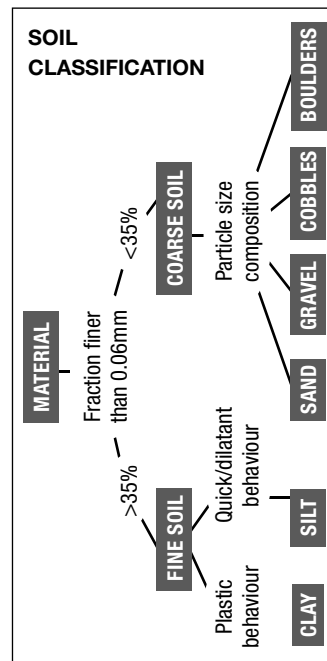 SOIL
CLASSIFICATION
MATERIAL
Fraction finer
than 0.06mm
>35%
<35%
FINE SOIL
COARSE SOIL
Plastic
behaviour
Quick/dilatant
behaviour
Particle size
composition
CLAY
SILT
SAND
GRAVEL
COBBLES
BOULDERS